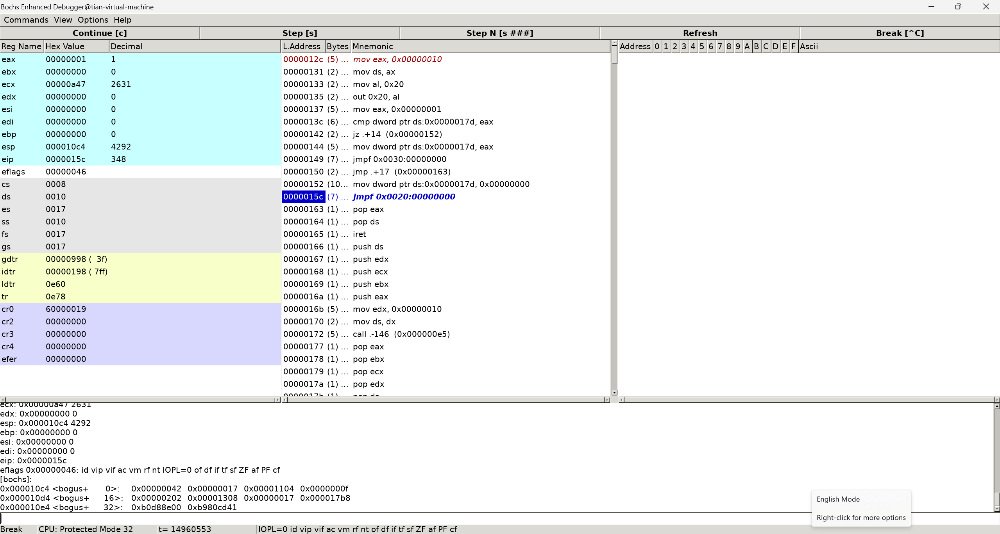 Bochs Enhanced Debugger@tian-virtual-machine
Commands View Options Help
Continue [c] Step [s] Step N [s ###] Refresh Break [^C]
Reg Name Hex Value Decimal
eax 00000001 1
ebx 00000000 0
ecx 00000a47 2631
edx 00000000 0
esi 00000000 0
edi 00000000 0
ebp 00000000 0
esp 000010c4 4292
eip 0000015c 348
eflags 00000046
cs 0008
ds 0010
es 0017
ss 0010
fs 0017
gs 0017
gdtr 00000998 ( 3f)
idtr 00000198 ( 7ff)
ldtr 0e60
tr 0e78
cr0 60000019
cr2 00000000
cr3 00000000
cr4 00000000
efer 00000000
L.Address Bytes Mnemonic
0000012c (5) ... mov eax, 0x00000010
00000131 (2) ... mov ds, ax
00000133 (2) ... mov al, 0x20
00000135 (2) ... out 0x20, al
00000137 (5) ... mov eax, 0x00000001
0000013c (6) ... cmp dword ptr ds:0x0000017d, eax
00000142 (2) ... jz .+14 (0x00000152)
00000144 (5) ... mov dword ptr ds:0x0000017d, eax
00000149 (7) ... jmpf 0x0030:00000000
00000150 (2) ... jmp .+17 (0x00000163)
00000152 (10... mov dword ptr ds:0x0000017d, 0x00000000
0000015c (7) ... jmpf 0x0020:00000000
00000163 (1) ... pop eax
00000164 (1) ... pop ds
00000165 (1) ... iret
00000166 (1) ... push ds
00000167 (1) ... push edx
00000168 (1) ... push ecx
00000169 (1) ... push ebx
0000016a (1) ... push eax
0000016b (5) ... mov edx, 0x00000010
00000170 (2) ... mov ds, dx
00000172 (5) ... call .-146 (0x000000e5)
00000177 (1) ... pop eax
00000178 (1) ... pop ebx
00000179 (1) ... pop ecx
0000017a (1) ... pop edx
0000017b (1) ... pop ds
Address 0 1 2 3 4 5 6 7 8 9 A B C D E F Ascii
ecx: 0x00000a47 2631
edx: 0x00000000 0
esp: 0x000010c4 4292
ebp: 0x00000000 0
esi: 0x00000000 0
edi: 0x00000000 0
eip: 0x0000015c
eflags 0x00000046: id vip vif ac vm rf nt IOPL=0 of df if tf sf ZF af PF cf
[bochs]:
0x000010c4 <bogus+ 0>: 0x00000042 0x00000017 0x00001104 0x0000000f
0x000010d4 <bogus+ 16>: 0x00000202 0x00001308 0x00000017 0x000017b8
0x000010e4 <bogus+ 32>: 0xb0d88e00 0xb980cd41
English Mode
Right-click for more options
Break CPU: Protected Mode 32 t= 14960553 IOPL=0 id vip vif ac vm rf nt of df if tf sf ZF af PF cf